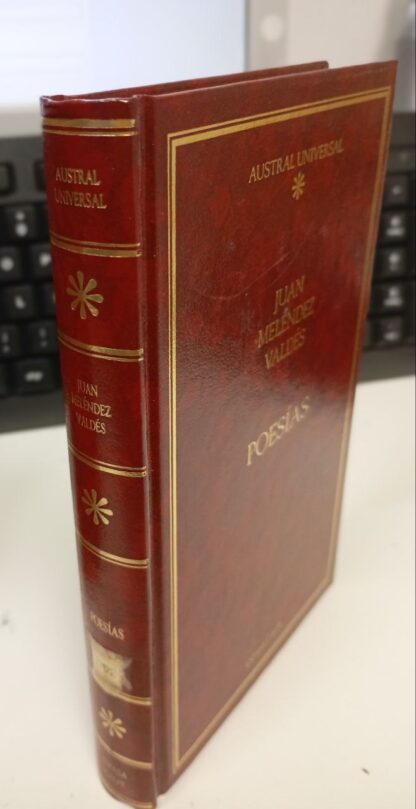 AUSTRAL
UNIVERSAL
JUAN
MELÉNDEZ
VALDÉS
POESÍAS
AUSTRAL UNIVERSAL
JUAN
MELÉNDEZ
VALDÉS
POESÍAS